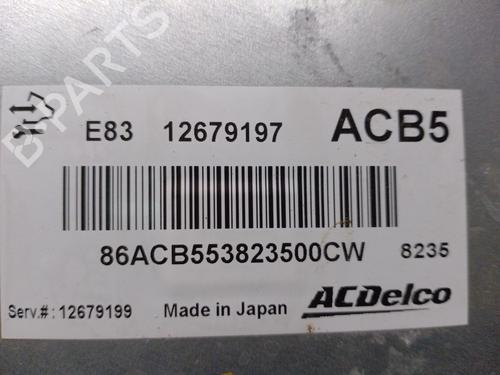 E83 12679197 ACB5
86ACB553823500CW 8235
Serv.#: 12679199 Made in Japan ACDelco
B-PARTS